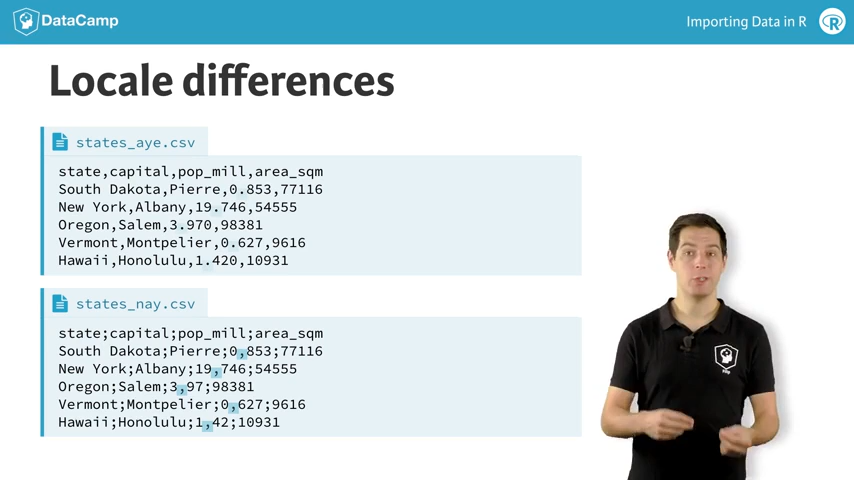 DataCamp
Importing Data in R
R
Locale differences
states_aye.csv
state,capital,pop_mill,area_sqm
South Dakota,Pierre,0.853,77116
New York,Albany,19.746,54555
Oregon,Salem,3.970,98381
Vermont,Montpelier,0.627,9616
Hawaii,Honolulu,1.420,10931
states_nay.csv
state;capital;pop_mill;area_sqm
South Dakota;Pierre;0,853;77116
New York;Albany;19,746;54555
Oregon;Salem;3,97;98381
Vermont;Montpelier;0,627;9616
Hawaii;Honolulu;1,42;10931